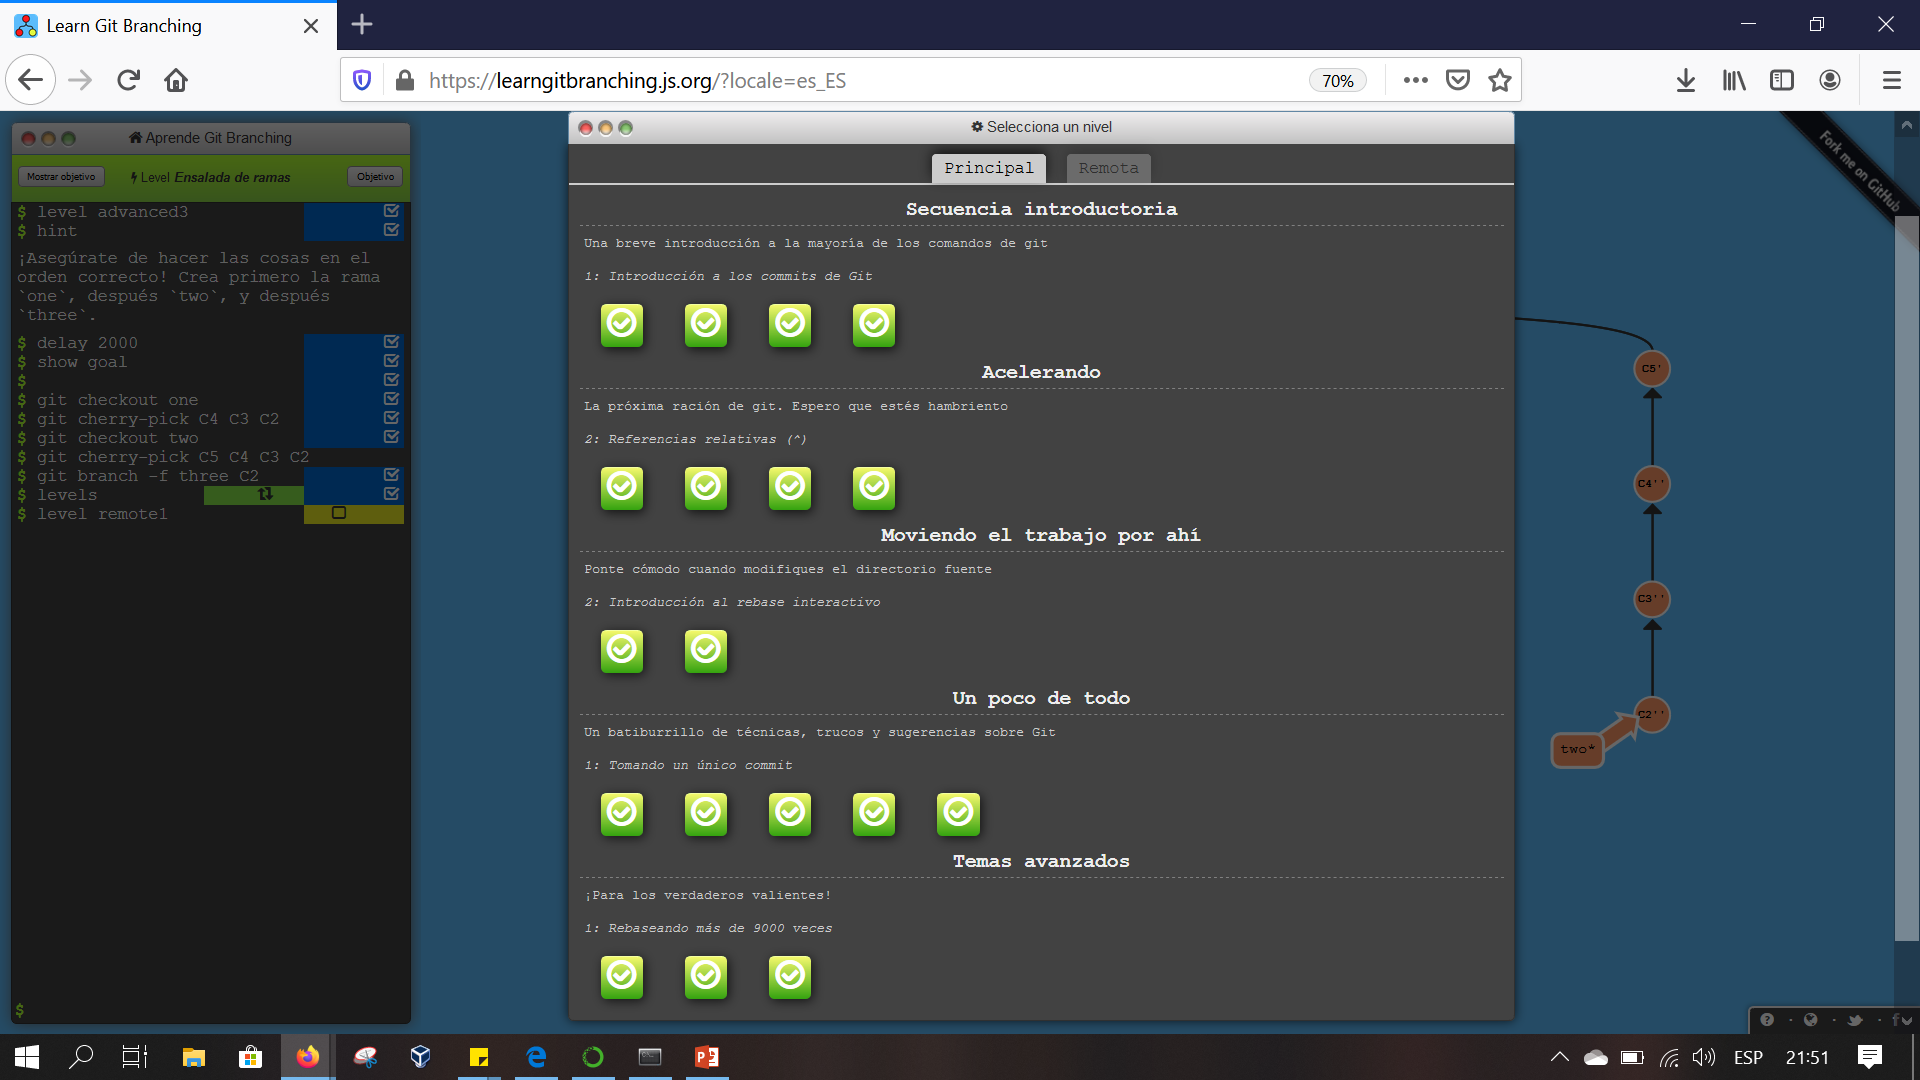 Learn Git Branching
https://learngitbranching.js.org/?locale=es_ES
70%
Aprende Git Branching
Mostrar objetivo
Level Ensalada de ramas
Objetivo
$ level advanced3
$ hint
¡Asegúrate de hacer las cosas en el
orden correcto! Crea primero la rama
`one`, después `two`, y después
`three`.
$ delay 2000
$ show goal
$
$ git checkout one
$ git cherry-pick C4 C3 C2
$ git checkout two
$ git cherry-pick C5 C4 C3 C2
$ git branch -f three C2
$ levels
$ level remote1
$
Selecciona un nivel
Principal
Remota
Secuencia introductoria
Una breve introducción a la mayoría de los comandos de git
1: Introducción a los commits de Git
Acelerando
La próxima ración de git. Espero que estés hambriento
2: Referencias relativas (^)
Moviendo el trabajo por ahí
Ponte cómodo cuando modifiques el directorio fuente
2: Introducción al rebase interactivo
Un poco de todo
Un batiburrillo de técnicas, trucos y sugerencias sobre Git
1: Tomando un único commit
Temas avanzados
¡Para los verdaderos valientes!
1: Rebaseando más de 9000 veces
Fork me on GitHub
C5'
C4''
C3''
C2''
two*
ESP
21:51